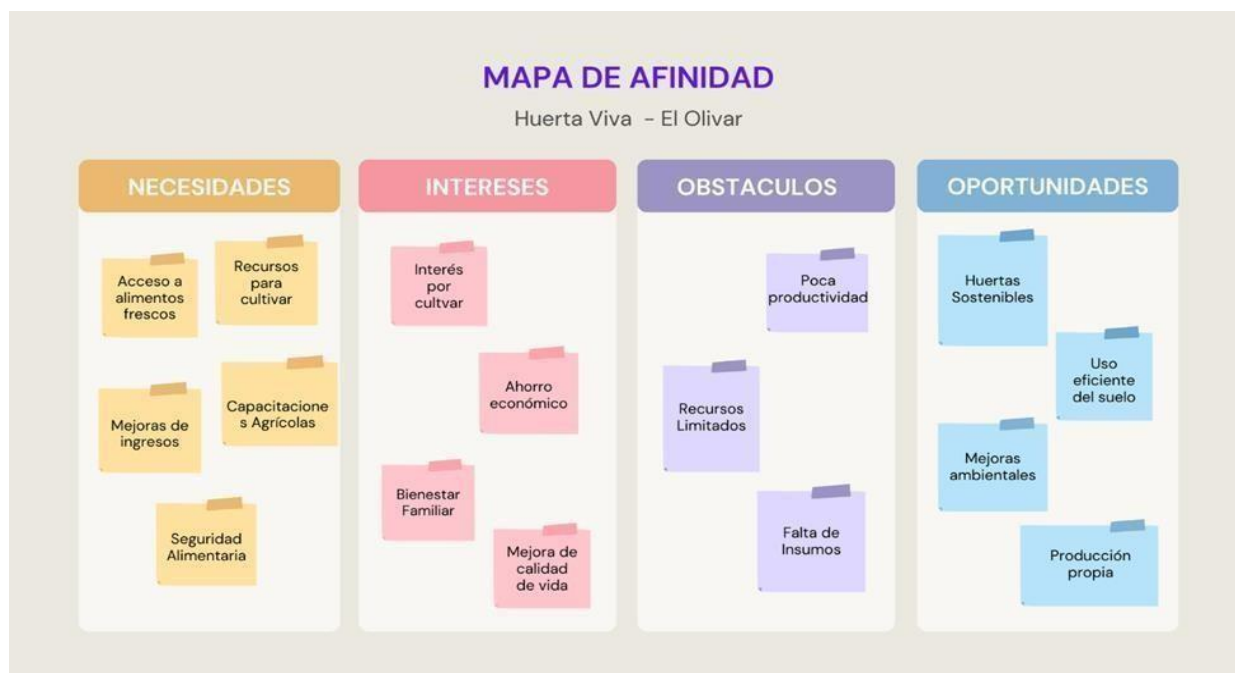 MAPA DE AFINIDAD
Huerta Viva - El Olivar
NECESIDADES
Acceso a
alimentos
frescos
Recursos
para
cultivar
Mejoras de
ingresos
Capacitacione
s Agrícolas
Seguridad
Alimentaria
INTERESES
Interés
por
cultvar
Ahorro
económico
Bienestar
Familiar
Mejora de
calidad
de vida
OBSTACULOS
Poca
productividad
Recursos
Limitados
Falta de
Insumos
OPORTUNIDADES
Huertas
Sostenibles
Uso
eficiente
del suelo
Mejoras
ambientales
Producción
propia